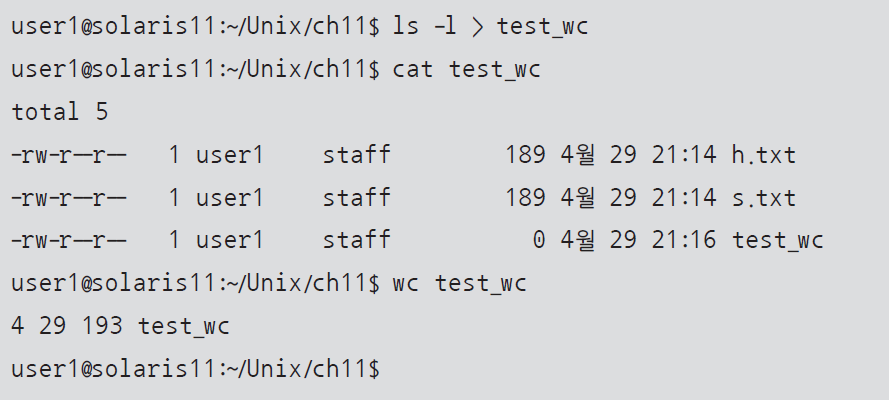 user1@solaris11:~/Unix/ch11$ ls -l > test_wc
user1@solaris11:~/Unix/ch11$ cat test_wc
total 5
-rw-r--r-- 1 user1 staff 189 4월 29 21:14 h.txt
-rw-r--r-- 1 user1 staff 189 4월 29 21:14 s.txt
-rw-r--r-- 1 user1 staff 0 4월 29 21:16 test_wc
user1@solaris11:~/Unix/ch11$ wc test_wc
4 29 193 test_wc
user1@solaris11:~/Unix/ch11$